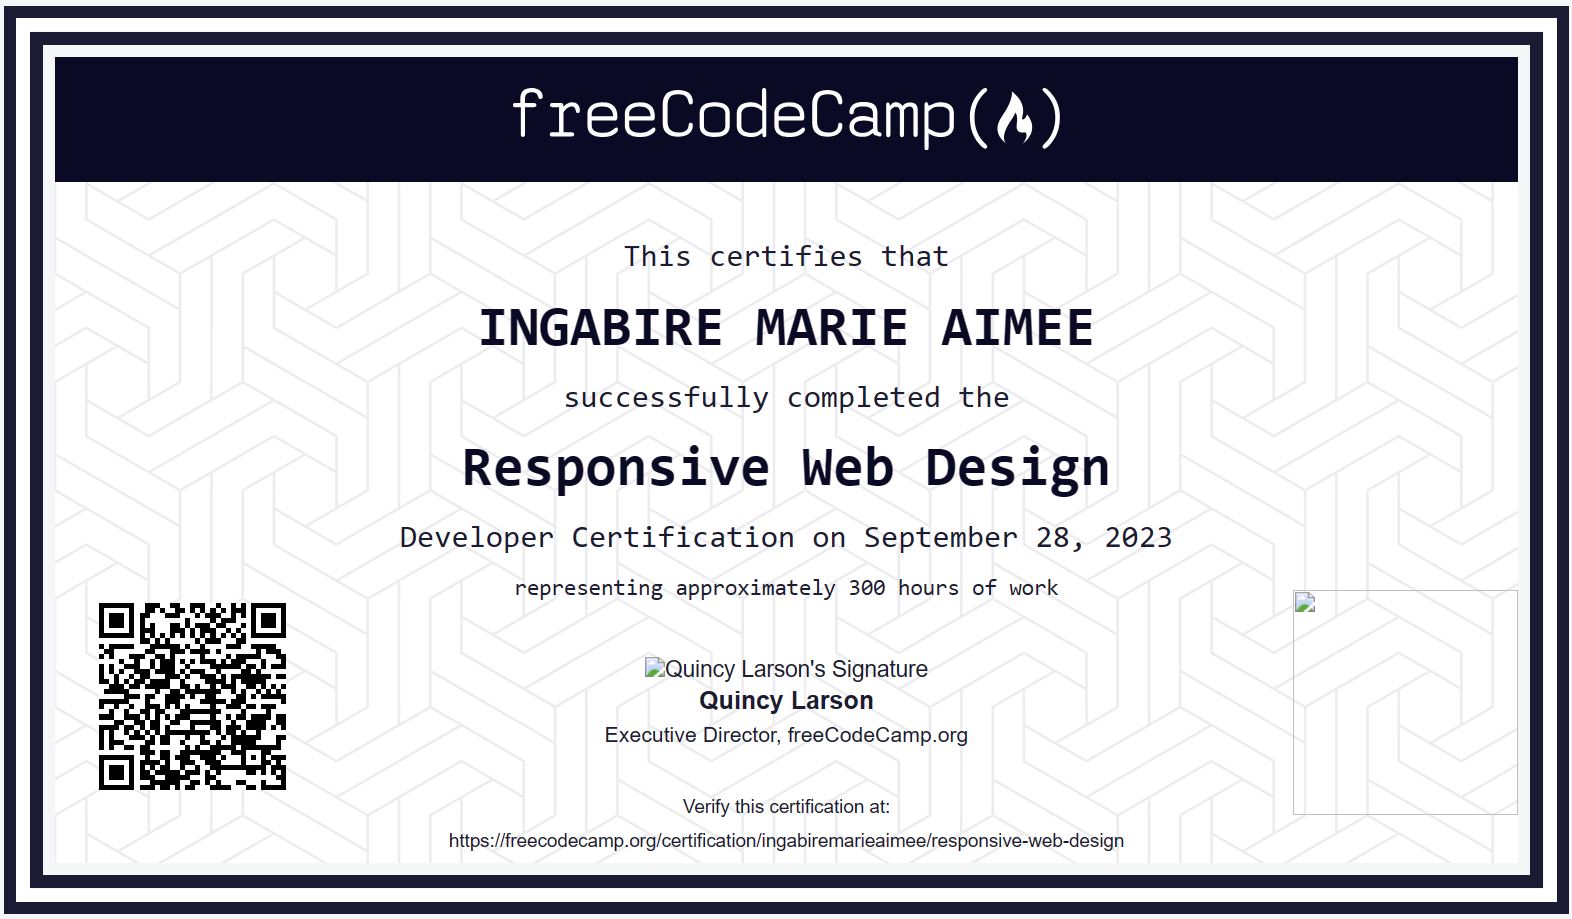 freeCodeCamp
This certifies that
INGABIRE MARIE AIMEE
successfully completed the
Responsive Web Design
Developer Certification on September 28, 2023
representing approximately 300 hours of work
Quincy Larson's Signature
Quincy Larson
Executive Director, freeCodeCamp.org
Verify this certification at:
https://freecodecamp.org/certification/ingabiremarieaimee/responsive-web-design